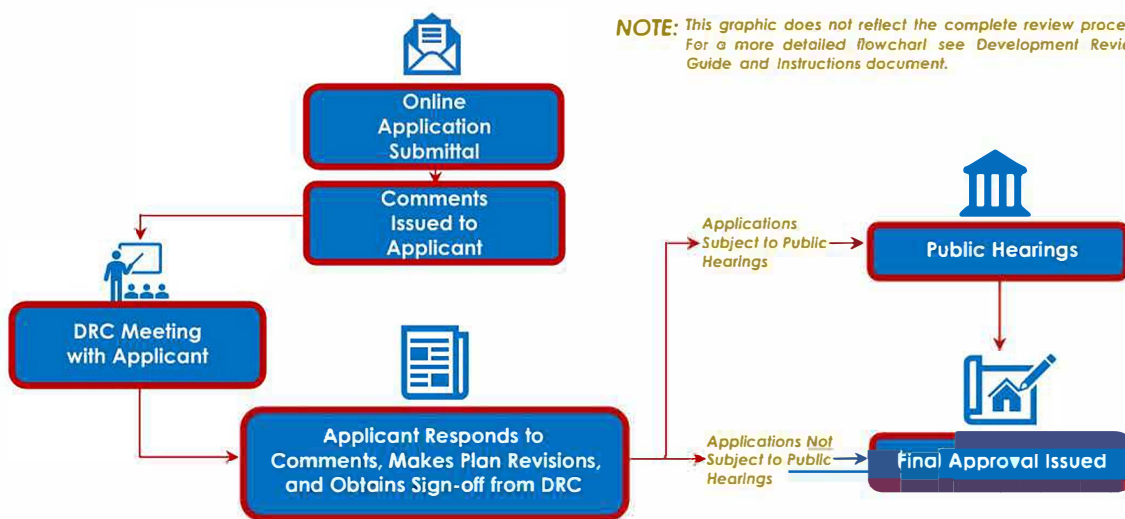 NOTE: This graphic does not reflect the complete review
For a more detailed flowchart see Development
Guide and Instructions document.
Online
Application
Submittal
Comments
Issued to
Applicant
DRC Meeting
with Applicant
Applicant Responds to
Comments, Makes Plan Revisions,
and Obtains Sign-off from DRC
Applications
Subject to Public
Hearings
Public Hearings
Applications Not
Subject to Public
Hearings
Final Approval Issued